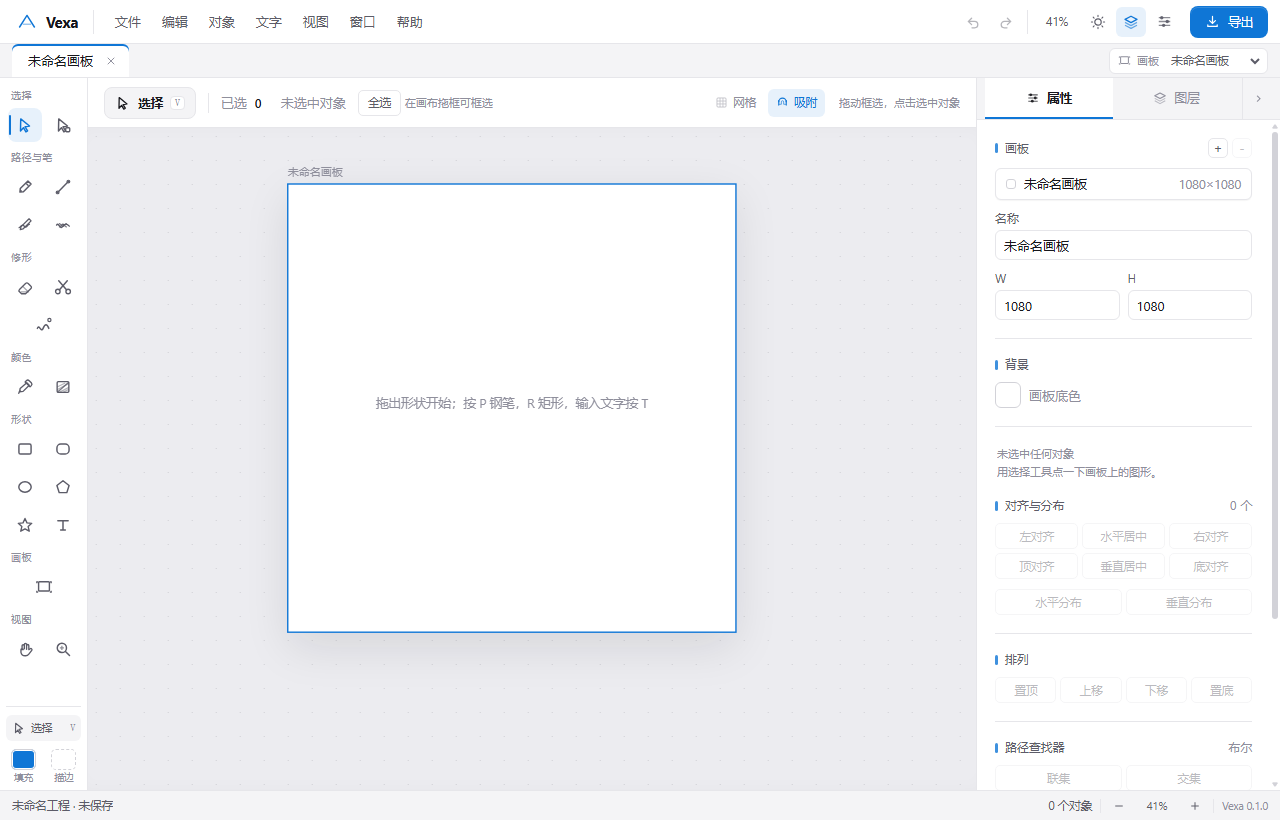 Vexa 文件 编辑 对象 文字 视图 窗口 帮助 41% 导出
未命名画板 × 画板 未命名画板
选择 选择 V 已选 0 未选中对象 全选 在画布拖框可框选 网格 吸附 拖动框选，点击选中对象 属性 图层
路径与笔
修形
颜色
形状
画板
视图
选择 V
填充 描边
未命名画板
拖出形状开始；按 P 钢笔，R 矩形，输入文字按 T
画板 + -
未命名画板 1080×1080
名称
未命名画板
W H
1080 1080
背景
画板底色
未选中任何对象
用选择工具点一下画板上的图形。
对齐与分布 0 个
左对齐 水平居中 右对齐
顶对齐 垂直居中 底对齐
水平分布 垂直分布
排列
置顶 上移 下移 置底
路径查找器 布尔
联集 交集
未命名工程 · 未保存 0 个对象 − 41% + Vexa 0.1.0